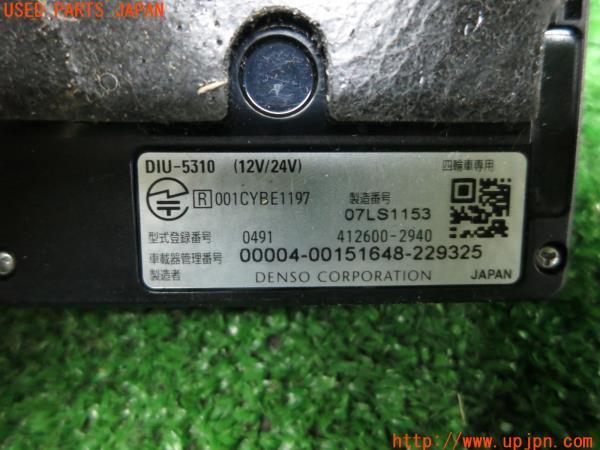 USED PARTS JAPAN
DIU-5310 (12V/24V) 四輪車専用
R 001CYBE1197 製造番号
07LS1153
型式登録番号 0491 412600-2940
車載器管理番号 00004-00151648-229325
製造者 DENSO CORPORATION JAPAN
http://www.upjpn.com/